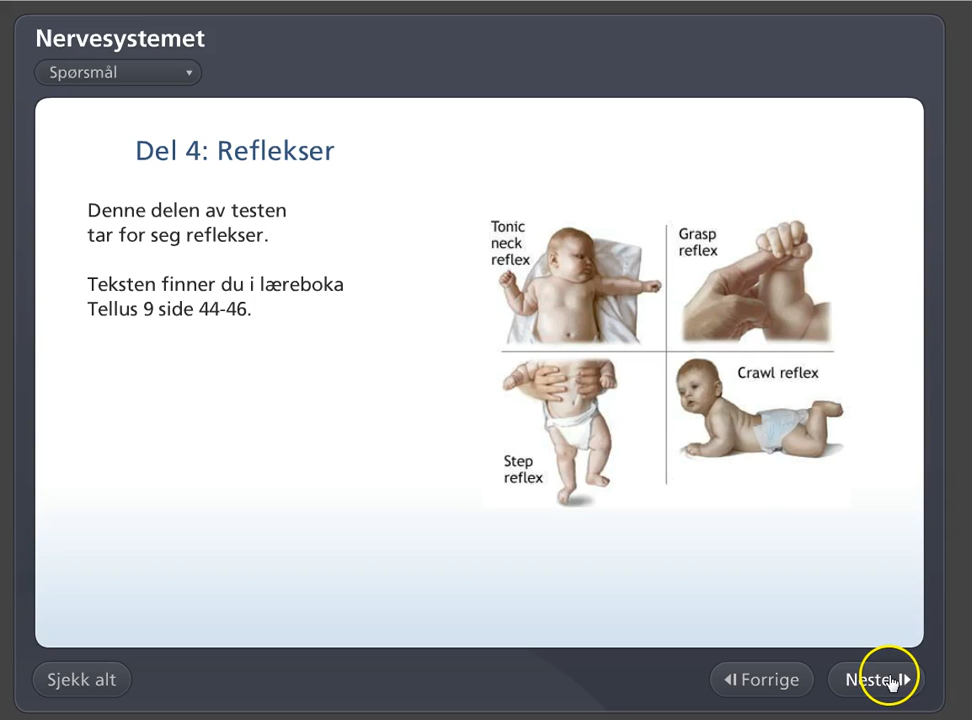 Nervesystemet
Spørsmål
Del 4: Reflekser
Denne delen av testen
tar for seg reflekser.
Teksten finner du i læreboka
Tellus 9 side 44-46.
Tonic
neck
reflex
Grasp
reflex
Step
reflex
Crawl reflex
Sjekk alt
Forrige
Neste